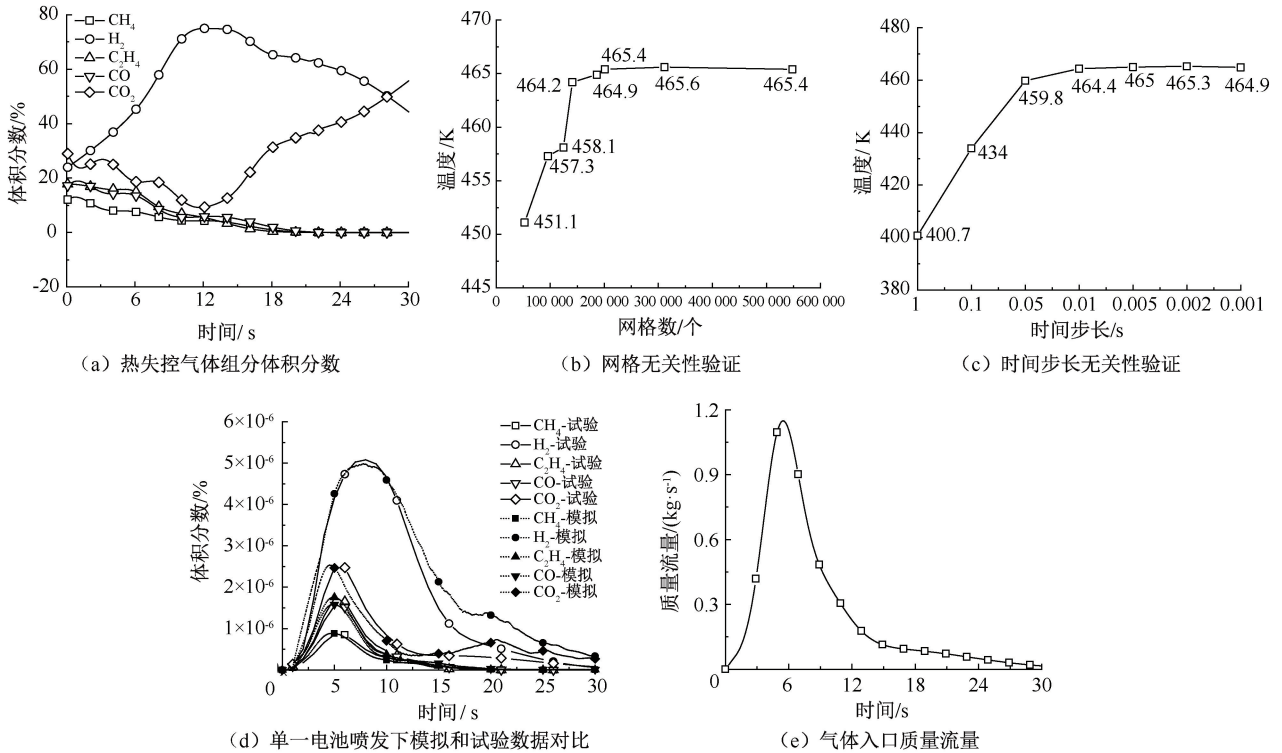 80
60
40
20
0
-20
体积分数/%
CH₄
H₂
C₂H₄
CO
CO₂
0 6 12 18 24 30
时间/ s
(a) 热失控气体组分体积分数
470
465
460
455
450
445
温度/ K
451.1
457.3
458.1
464.2
464.9
465.4
465.6
465.4
0 100 000 200 000 300 000 400 000 500 000 600 000
网格数/个
(b) 网格无关性验证
480
460
440
420
400
380
温度/ K
400.7
434
459.8
464.4
465
465.3
464.9
1 0.1 0.05 0.01 0.005 0.002 0.001
时间步长/s
(c) 时间步长无关性验证
6×10⁻⁶
5×10⁻⁶
4×10⁻⁶
3×10⁻⁶
2×10⁻⁶
1×10⁻⁶
体积分数/%
CH₄-试验
H₂-试验
C₂H₄-试验
CO-试验
CO₂-试验
CH₄-模拟
H₂-模拟
C₂H₄-模拟
CO-模拟
CO₂-模拟
0 5 10 15 20 25 30
时间/ s
(d) 单一电池喷发下模拟和试验数据对比
1.2
0.9
0.6
0.3
质量流量/(kg s⁻¹)
0 6 12 18 24 30
时间/s
(e) 气体入口质量流量